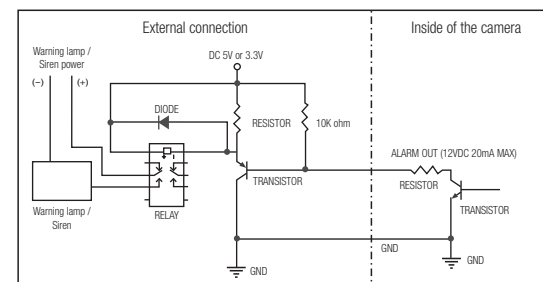 External connection
Inside of the camera
Warning lamp /
Siren power
(−)
(+)
DC 5V or 3.3V
DIODE
RESISTOR
10K ohm
+
-
ALARM OUT (12VDC 20mA MAX)
TRANSISTOR
RESISTOR
TRANSISTOR
Warning lamp /
Siren
RELAY
GND
GND
GND